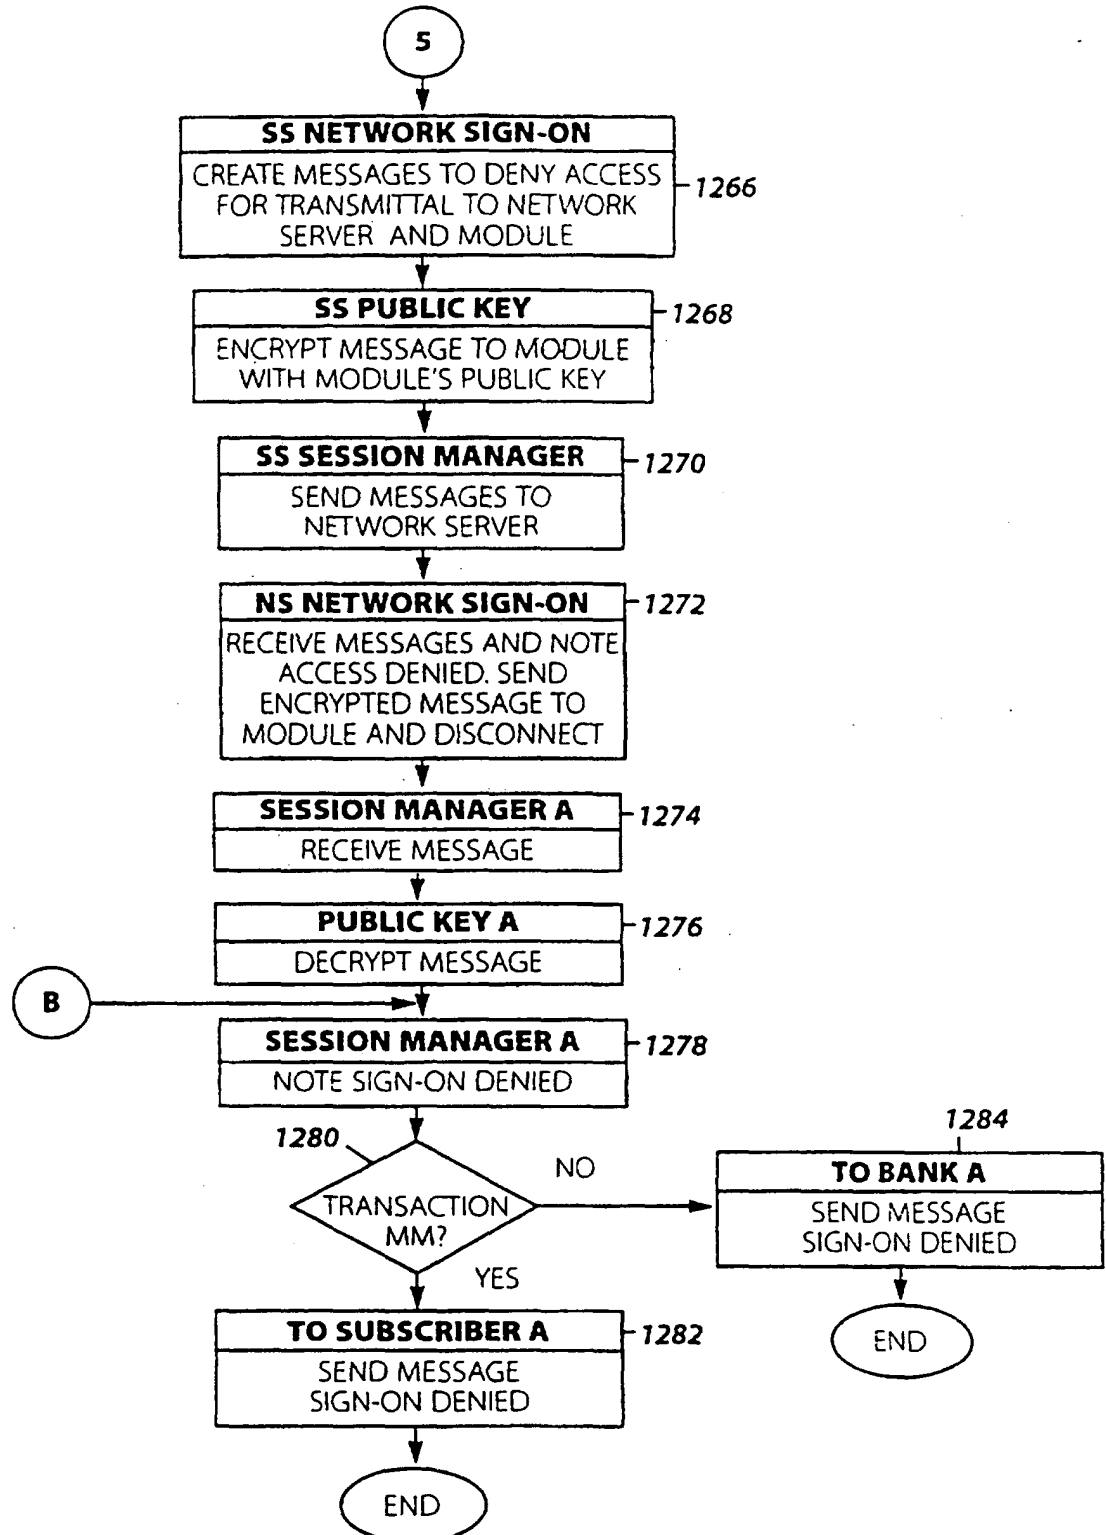 5
SS NETWORK SIGN-ON
CREATE MESSAGES TO DENY ACCESS
FOR TRANSMITTAL TO NETWORK
SERVER AND MODULE
1266
SS PUBLIC KEY
1268
ENCRYPT MESSAGE TO MODULE
WITH MODULE'S PUBLIC KEY
SS SESSION MANAGER
1270
SEND MESSAGES TO
NETWORK SERVER
NS NETWORK SIGN-ON
1272
RECEIVE MESSAGES AND NOTE
ACCESS DENIED. SEND
ENCRYPTED MESSAGE TO
MODULE AND DISCONNECT
SESSION MANAGER A
1274
RECEIVE MESSAGE
PUBLIC KEY A
1276
DECRYPT MESSAGE
B
SESSION MANAGER A
1278
NOTE SIGN-ON DENIED
1280
TRANSACTION
MM?
NO
YES
1284
TO BANK A
SEND MESSAGE
SIGN-ON DENIED
END
TO SUBSCRIBER A
1282
SEND MESSAGE
SIGN-ON DENIED
END